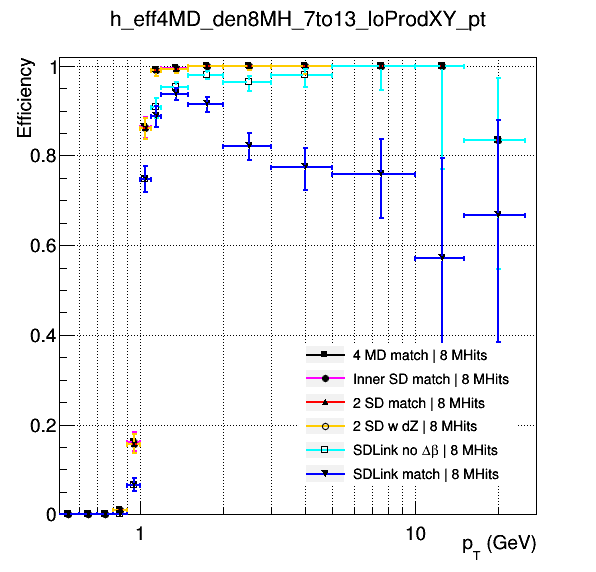 h_eff4MD_den8MH_7to13_loProdXY_pt
Efficiency
1
0.8
0.6
0.4
0.2
0
4 MD match | 8 MHits
Inner SD match | 8 MHits
2 SD match | 8 MHits
2 SD w dZ | 8 MHits
SDLink no Δβ | 8 MHits
SDLink match | 8 MHits
1
10
p_T (GeV)